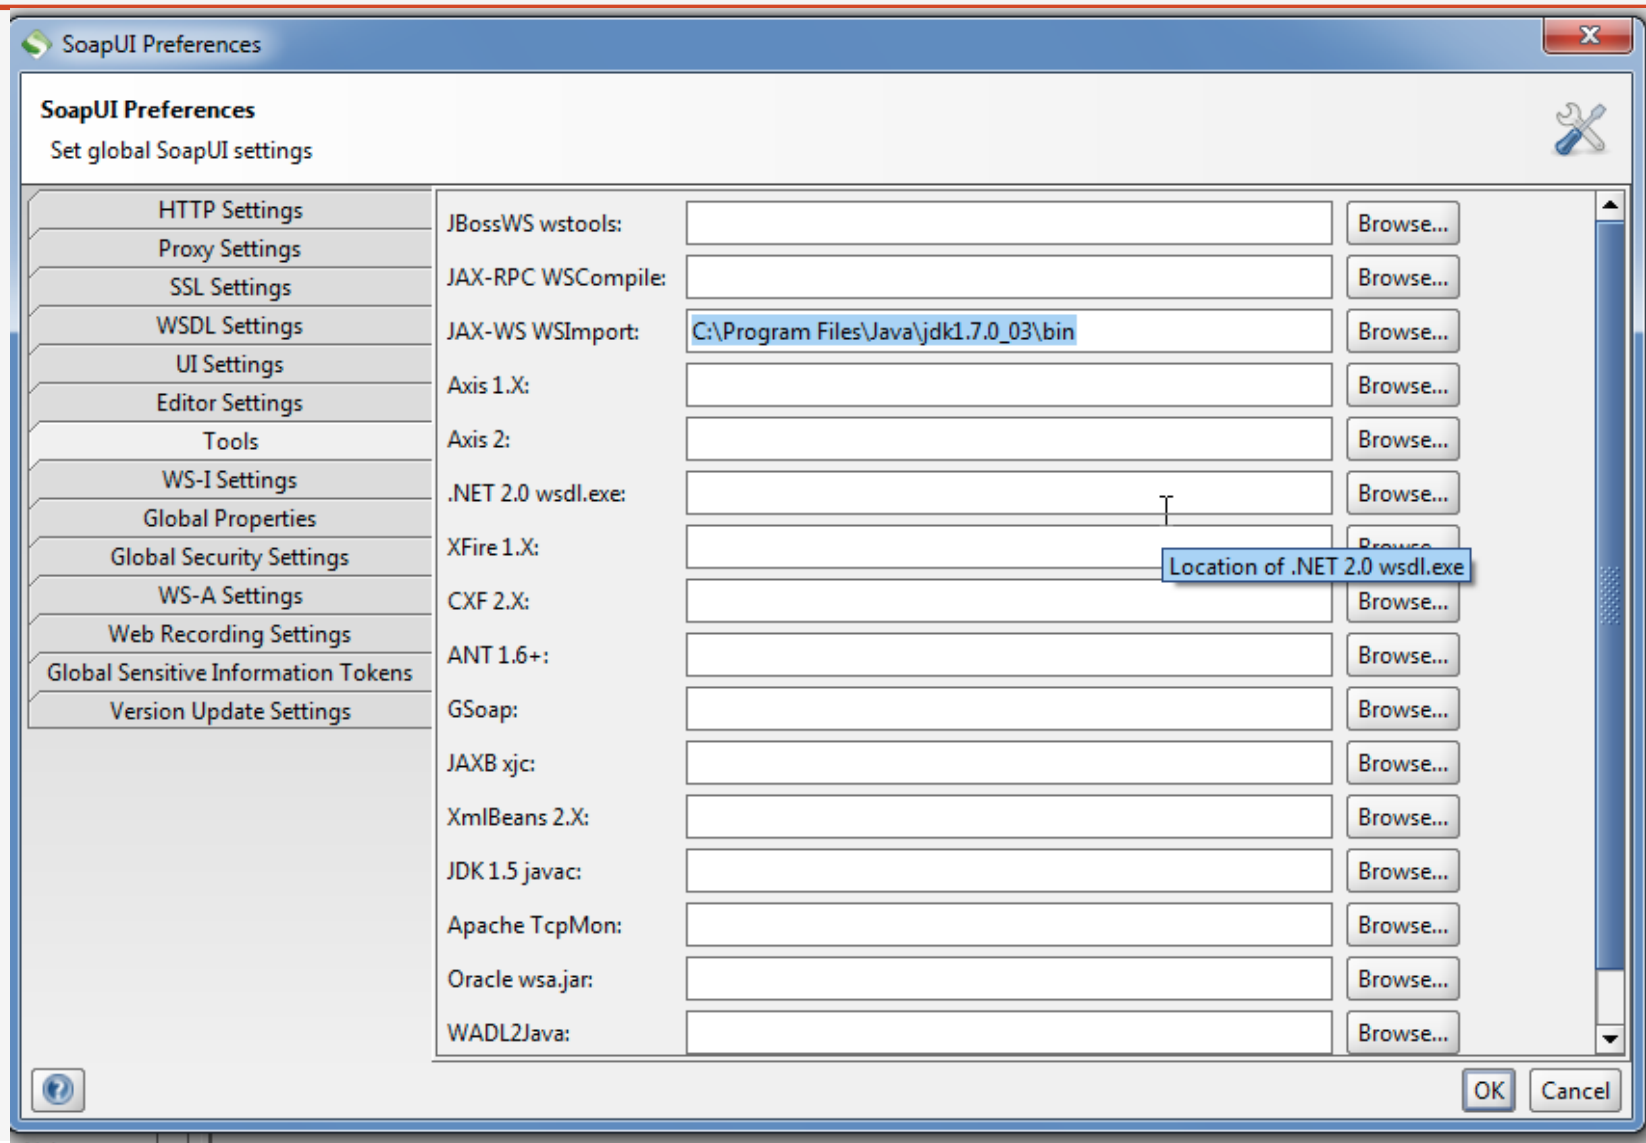 SoapUI Preferences
SoapUI Preferences
Set global SoapUI settings
HTTP Settings
Proxy Settings
SSL Settings
WSDL Settings
UI Settings
Editor Settings
Tools
WS-I Settings
Global Properties
Global Security Settings
WS-A Settings
Web Recording Settings
Global Sensitive Information Tokens
Version Update Settings
JBossWS wstools: Browse...
JAX-RPC WSCompile: Browse...
JAX-WS WSImport: C:\Program Files\Java\jdk1.7.0_03\bin Browse...
Axis 1.X: Browse...
Axis 2: Browse...
.NET 2.0 wsdl.exe: Browse...
XFire 1.X: Browse...
Location of .NET 2.0 wsdl.exe
CXF 2.X: Browse...
ANT 1.6+: Browse...
GSoap: Browse...
JAXB xjc: Browse...
XmlBeans 2.X: Browse...
JDK 1.5 javac: Browse...
Apache TcpMon: Browse...
Oracle wsa.jar: Browse...
WADL2Java: Browse...
OK Cancel